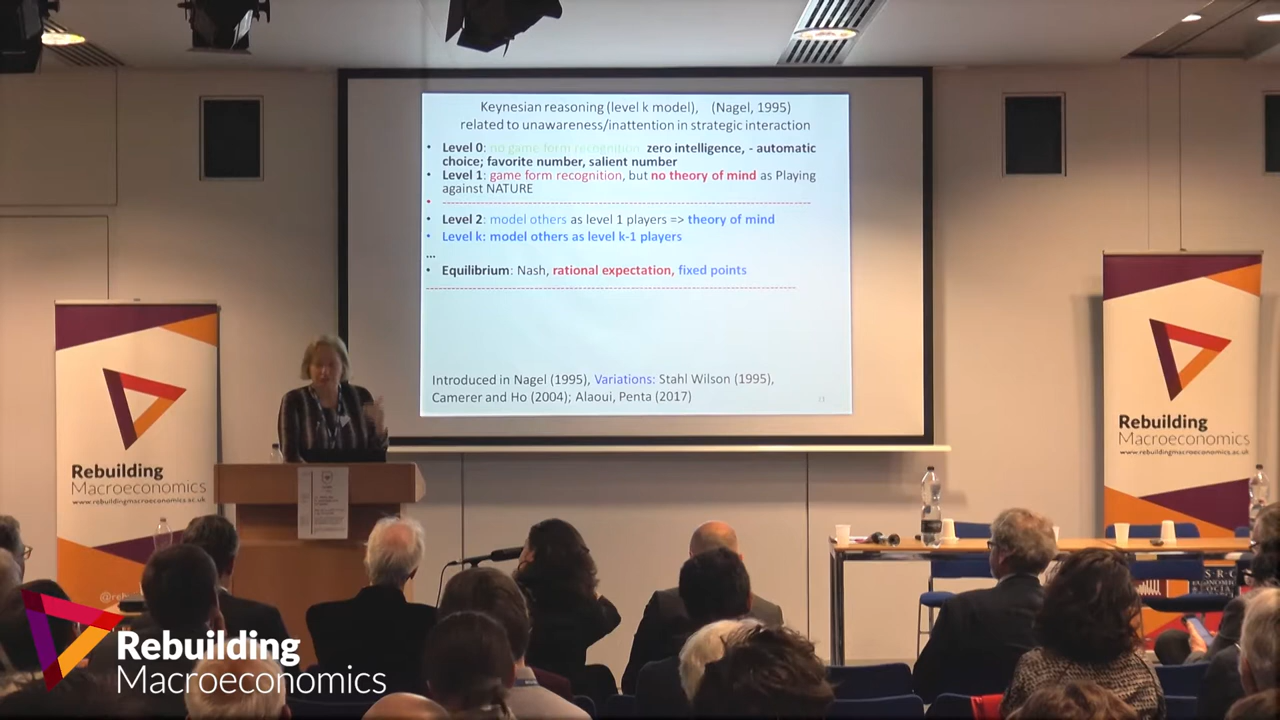 Keynesian reasoning (level k model), (Nagel, 1995)
related to unawareness/inattention in strategic interaction
• Level 0: no game form recognition, zero intelligence, - automatic
choice; favorite number, salient number
• Level 1: game form recognition, but no theory of mind as Playing
against NATURE
• Level 2: model others as level 1 players => theory of mind
• Level k: model others as level k-1 players
...
• Equilibrium: Nash, rational expectation, fixed points
Introduced in Nagel (1995), Variations: Stahl Wilson (1995),
Camerer and Ho (2004); Alaoui, Penta (2017)
Rebuilding
Macroeconomics
www.rebuildingmacroeconomics.ac.uk
Rebuilding
Macroeconomics
www.rebuildingmacroeconomics.ac.uk
Rebuilding
Macroeconomics